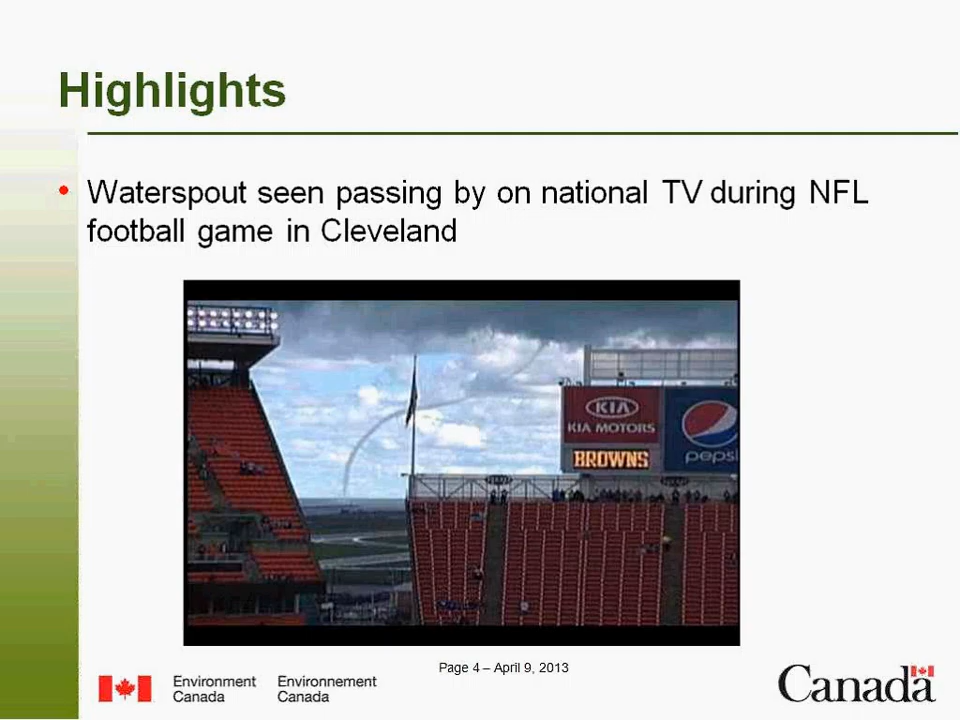 Highlights
• Waterspout seen passing by on national TV during NFL
football game in Cleveland
KIA
KIA MOTORS
BROWNS
pepsi
Page 4 – April 9, 2013
Environment
Canada
Environnement
Canada
Canada